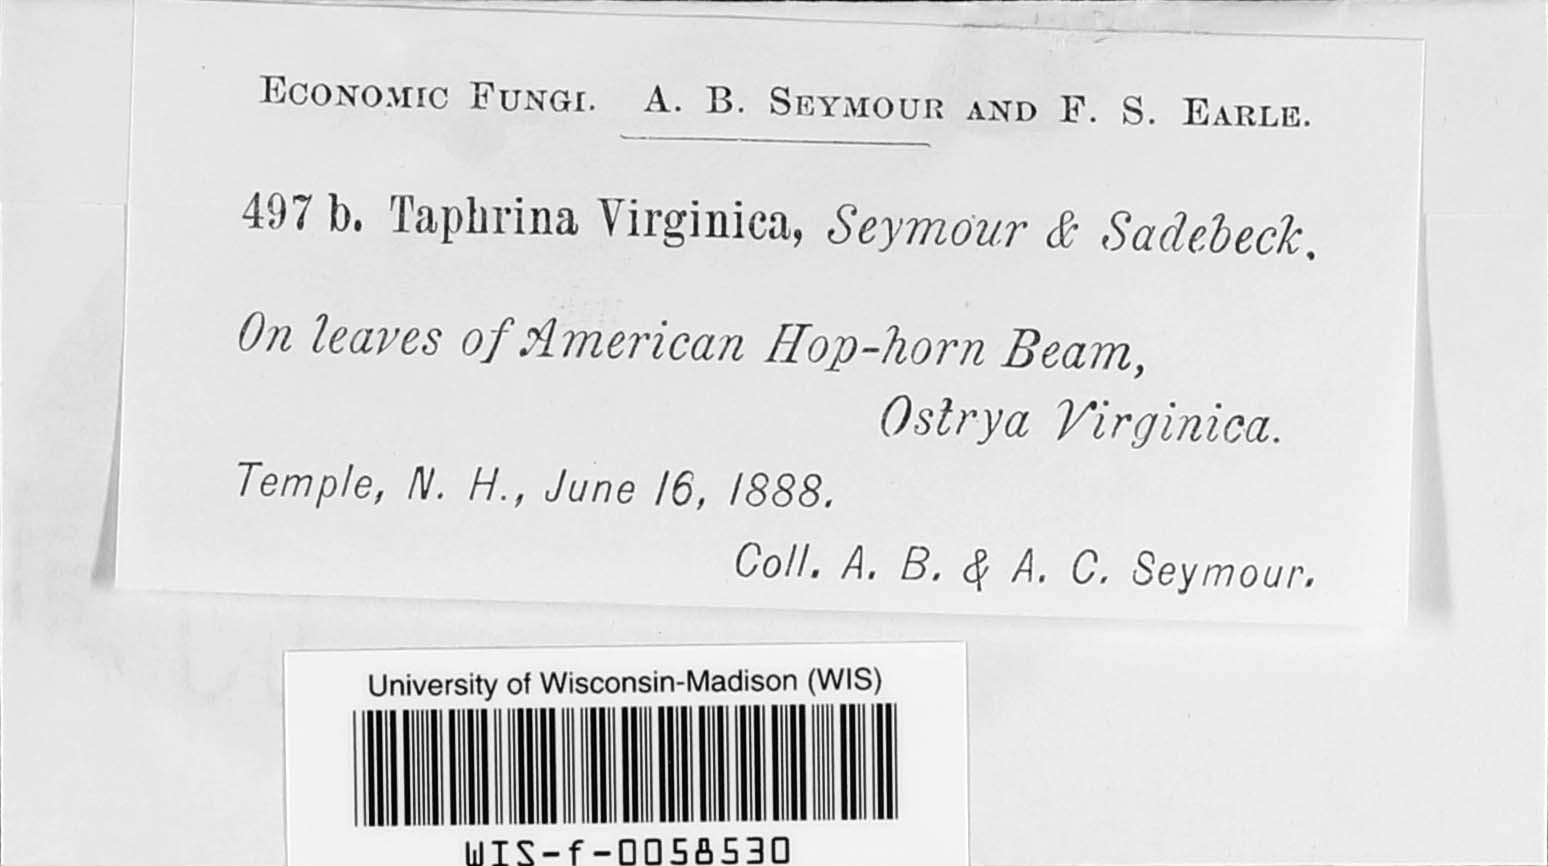 Economic Fungi. A. B. Seymour and F. S. Earle.
497 b. Taphrina Virginica, Seymour & Sadebeck.
On leaves of American Hop-horn Beam,
Ostrya Virginica.
Temple, N. H., June 16, 1888.
Coll. A. B. & A. C. Seymour.
University of Wisconsin-Madison (WIS)
WIS-f-0058530